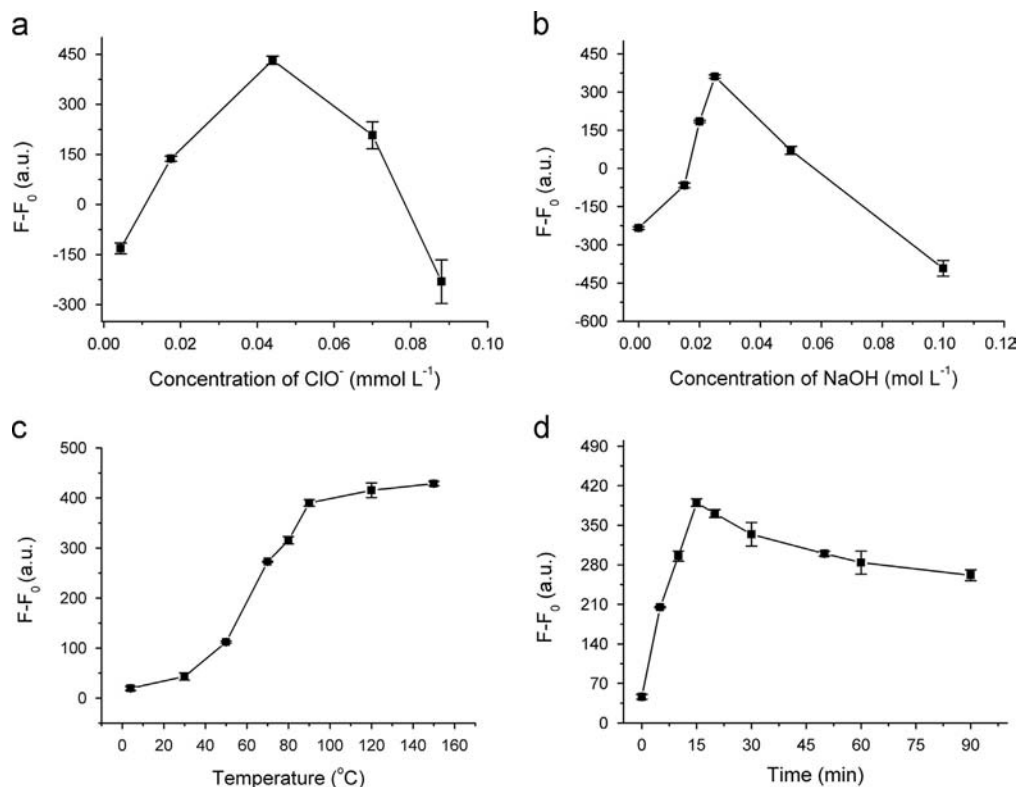 a
450
300
150
0
-150
-300
F-F₀ (a.u.)
0.00 0.02 0.04 0.06 0.08 0.10
Concentration of ClO⁻ (mmol L⁻¹)
b
450
300
150
0
-150
-300
-450
-600
F-F₀ (a.u.)
0.00 0.02 0.04 0.06 0.08 0.10 0.12
Concentration of NaOH (mol L⁻¹)
c
500
400
300
200
100
0
F-F₀ (a.u.)
0 20 40 60 80 100 120 140 160
Temperature (°C)
d
490
420
350
280
210
140
70
0
F-F₀ (a.u.)
0 15 30 45 60 75 90
Time (min)